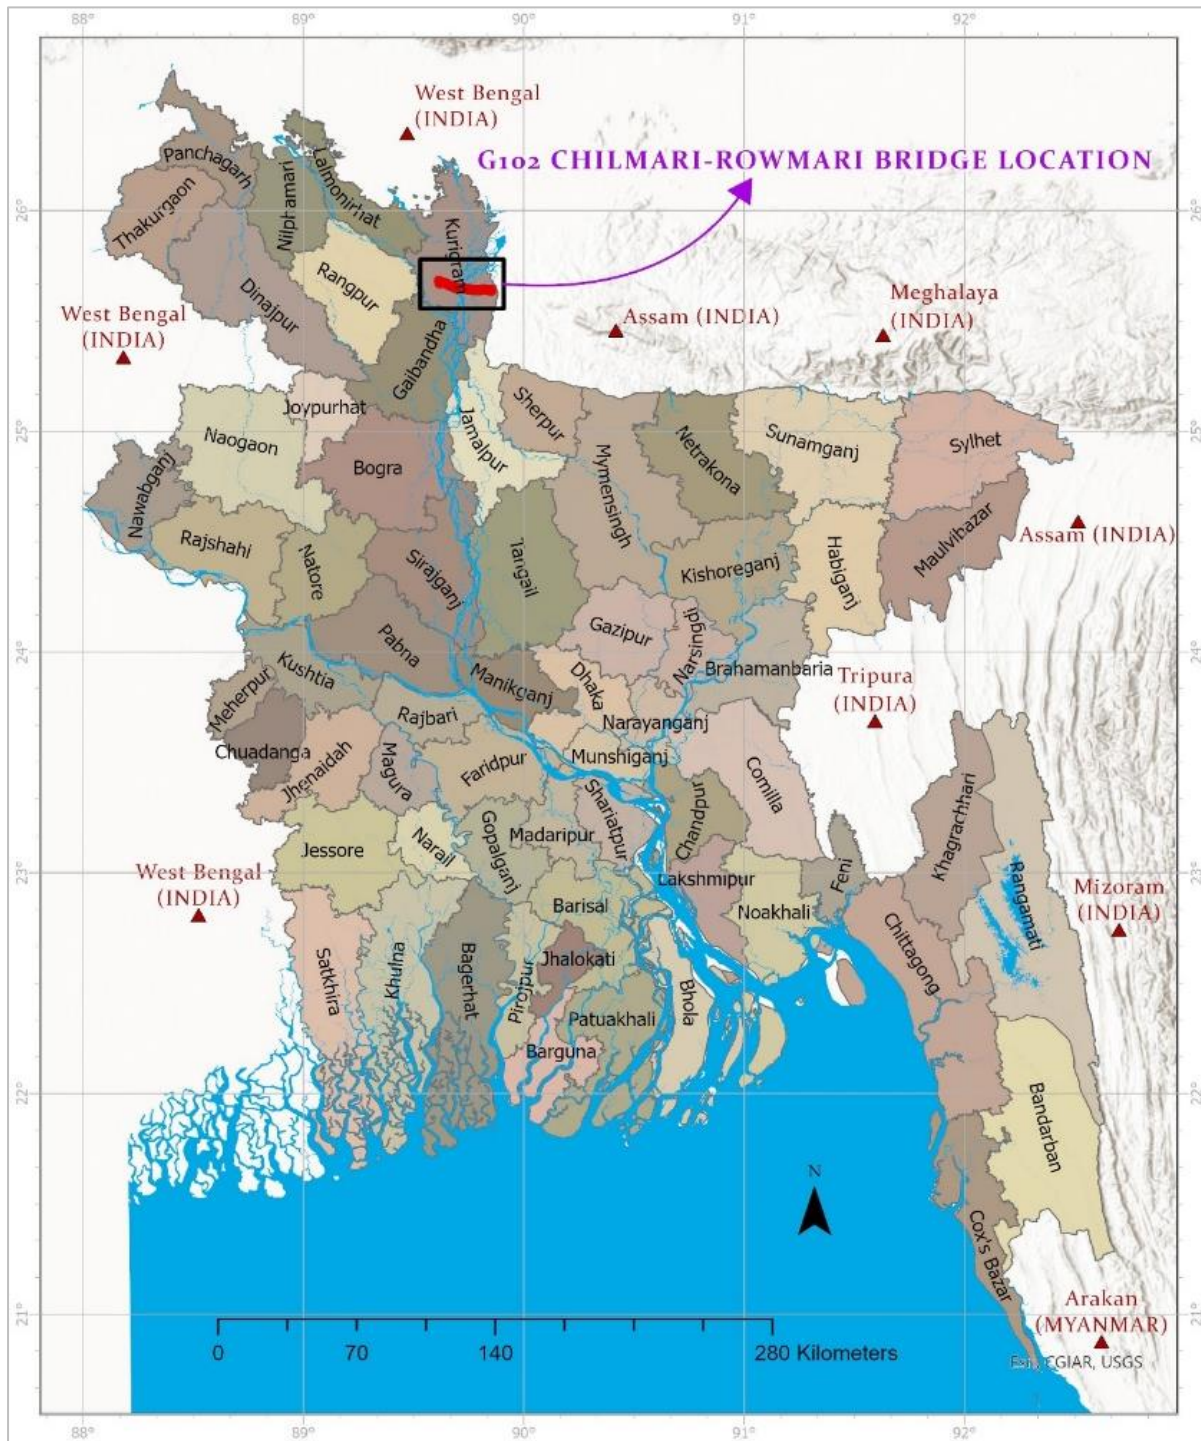 88°
89°
90°
91°
92°
West Bengal
(INDIA)
G102 CHILMARI-ROWMARI BRIDGE LOCATION
Panchagarh
Lalmonirhat
Nilphamari
Thakurgaon
26°
26°
Kurigram
Rangpur
Dinajpur
West Bengal
(INDIA)
Assam (INDIA)
Meghalaya
(INDIA)
Gaibandha
Joypurhat
Sherpur
Jamalpur
25°
25°
Naogaon
Bogra
Mymensingh
Netrakona
Sunamganj
Sylhet
Nawabganj
Rajshahi
Natore
Sirajganj
Tangail
Kishoreganj
Habiganj
Maulvibazar
Assam (INDIA)
24°
24°
Pabna
Gazipur
Narsingdi
Brahamanbaria
Tripura
(INDIA)
Kushtia
Meherpur
Manikganj
Dhaka
Rajbari
Narayanganj
Chuadanga
Jhenaidah
Magura
Faridpur
Munshiganj
Comilla
Shariatpur
undp
Chand
Khagrachhari
Jessore
Narail
Gopalganj
Madaripur
23°
23°
West Bengal
(INDIA)
Lakshmipur
Feni
Noakhali
Rangamati
Mizoram
(INDIA)
Barisal
Satkhira
Khulna
Bagerhat
Pirojpur
Jhalokati
Bhola
Chittagong
Patuakhali
Barguna
22°
22°
Bandarban
N
Cox's Bazar
21°
21°
Arakan
(MYANMAR)
0
70
140
280 Kilometers
Esri, CGIAR, USGS
88°
89°
90°
91°
92°